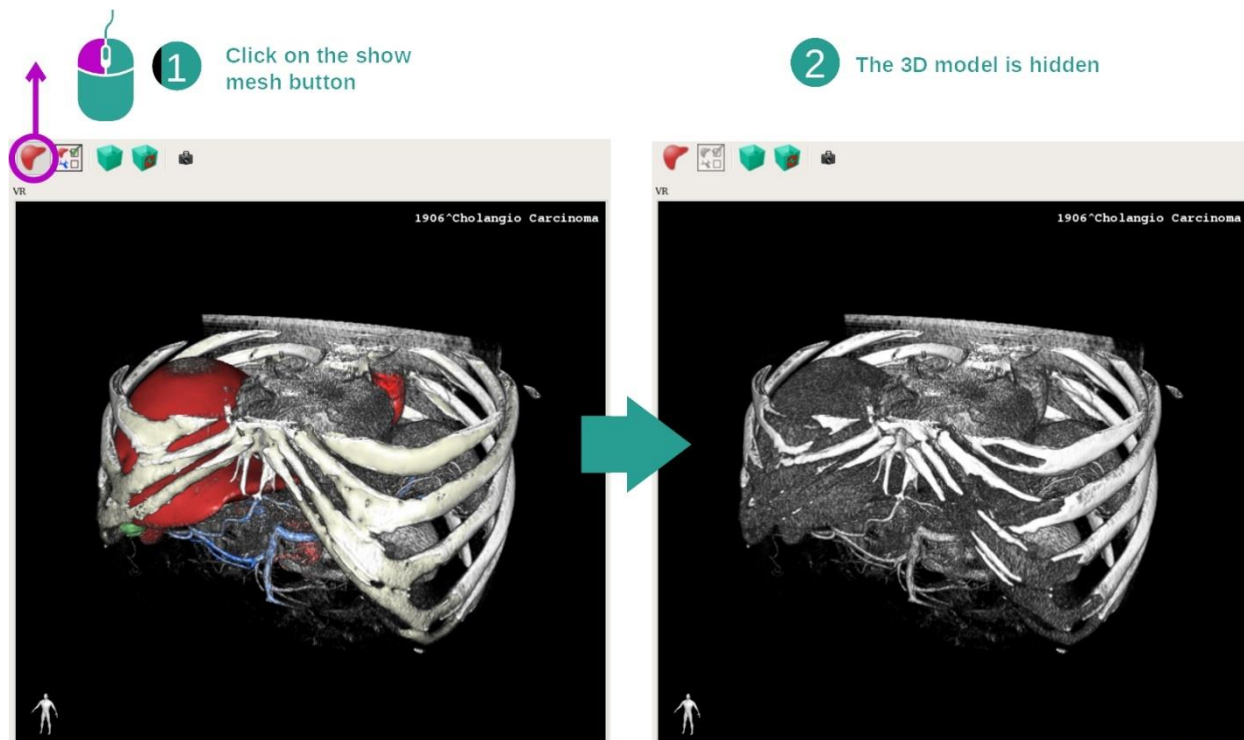 1
Click on the show
mesh button
2
The 3D model is hidden
VR
1906^Cholangio Carcinoma
VR
1906^Cholangio Carcinoma